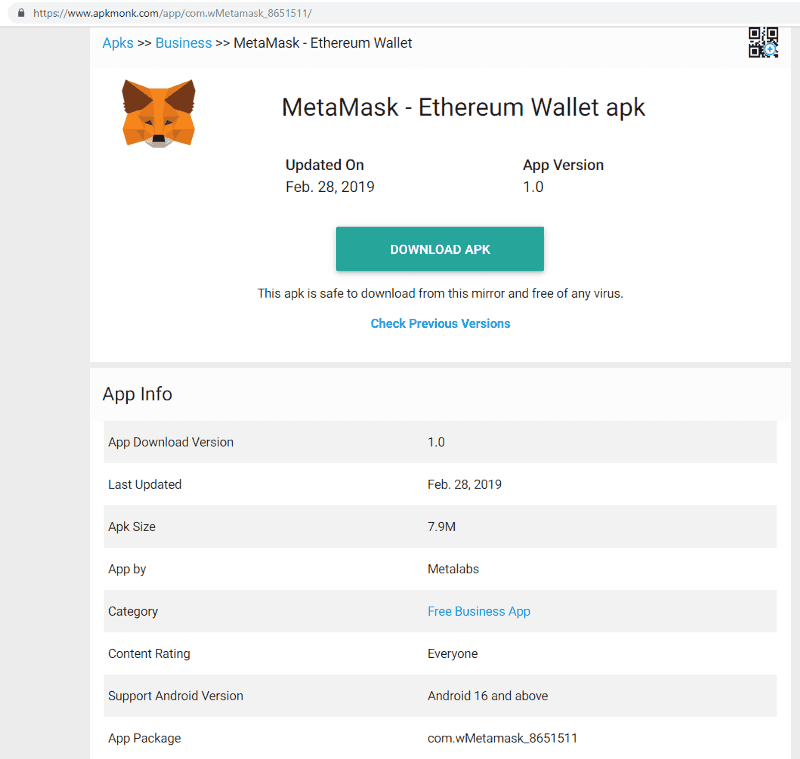 https://www.apkmonk.com/app/com.wMetamask_8651511/
Apks >> Business >> MetaMask - Ethereum Wallet
MetaMask - Ethereum Wallet apk
Updated On App Version
Feb. 28, 2019 1.0
DOWNLOAD APK
This apk is safe to download from this mirror and free of any virus.
Check Previous Versions
App Info
App Download Version 1.0
Last Updated Feb. 28, 2019
Apk Size 7.9M
App by Metalabs
Category Free Business App
Content Rating Everyone
Support Android Version Android 16 and above
App Package com.wMetamask_8651511